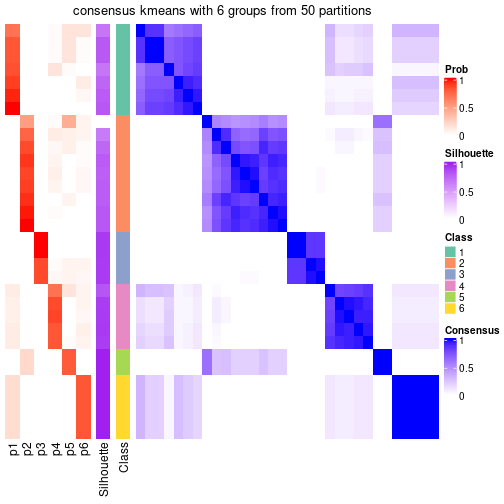 consensus kmeans with 6 groups from 50 partitions
Prob
1
0.5
0
Silhouette
1
0.5
0
Class
1
2
3
4
5
6
Consensus
1
0.5
0
p1
p2
p3
p4
p5
p6
Silhouette
Class